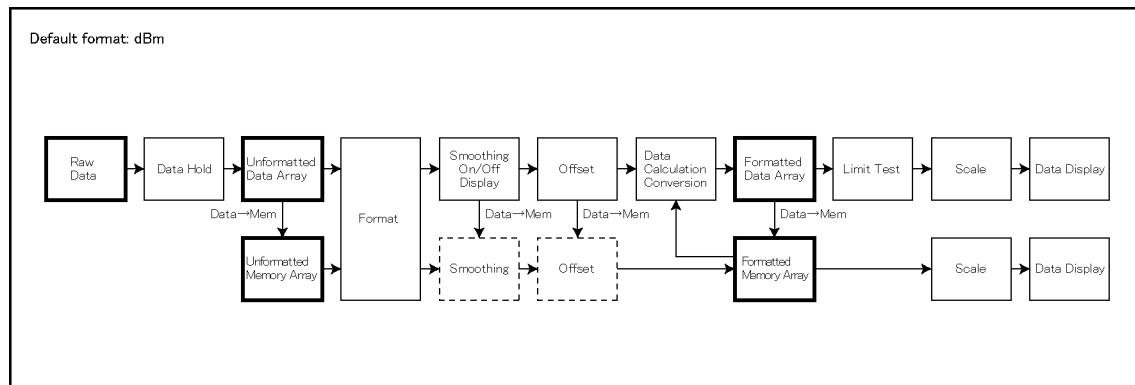 Default format: dBm
Raw
Data
Data Hold
Unformatted
Data Array
Format
Smoothing
On/Off
Display
Offset
Data
Calculation
Conversion
Formatted
Data Array
Limit Test
Scale
Data Display
Data→Mem
Data→Mem
Data→Mem
Data→Mem
Unformatted
Memory Array
Smoothing
Offset
Formatted
Memory Array
Scale
Data Display